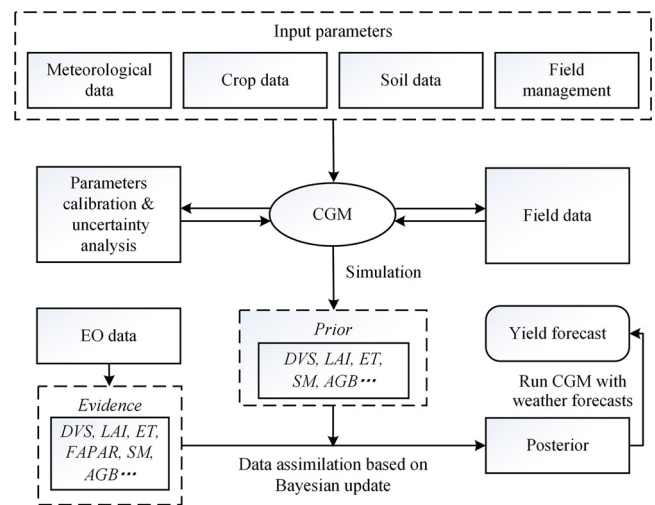 Input parameters
Meteorological
data
Crop data
Soil data
Field
management
Parameters
calibration &
uncertainty
analysis
CGM
Field data
Simulation
EO data
Prior
DVS, LAI, ET,
SM, AGB···
Yield forecast
Run CGM with
weather forecasts
Evidence
DVS, LAI, ET,
FAPAR, SM,
AGB···
Posterior
Data assimilation based on
Bayesian update